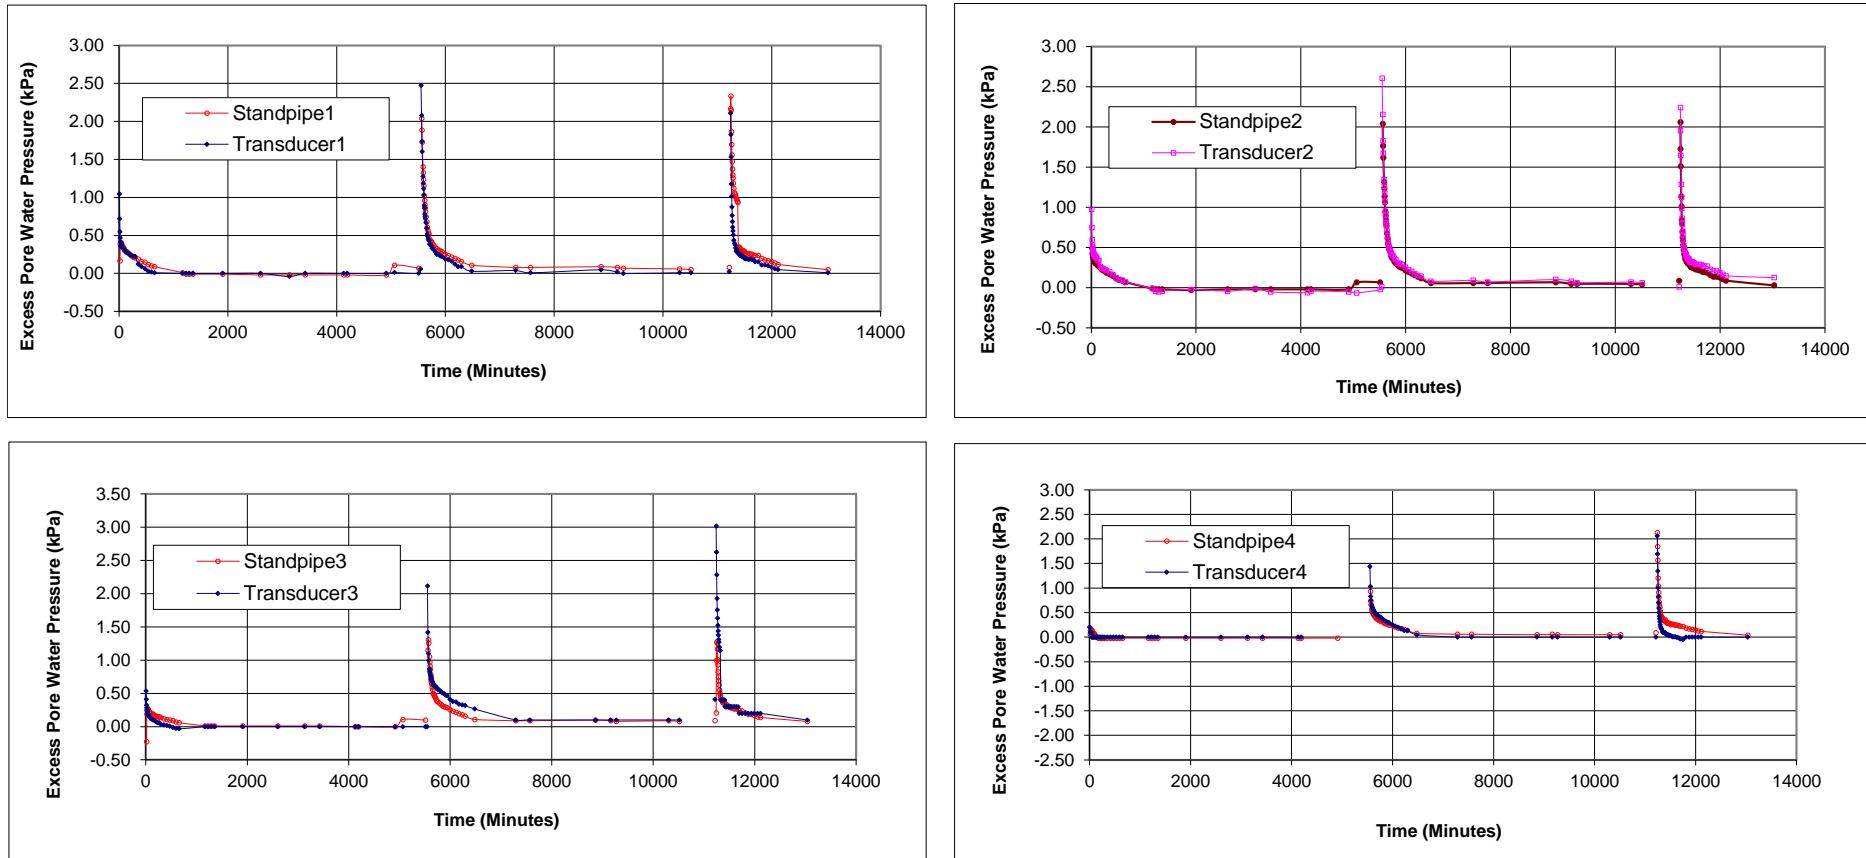 3.00
2.50
2.00
1.50
1.00
0.50
0.00
-0.50
Excess Pore Water Pressure (kPa)
Standpipe1
Transducer1
0 2000 4000 6000 8000 10000 12000 14000
Time (Minutes)
3.00
2.50
2.00
1.50
1.00
0.50
0.00
-0.50
Excess Pore Water Pressure (kPa)
Standpipe2
Transducer2
0 2000 4000 6000 8000 10000 12000 14000
Time (Minutes)
3.50
3.00
2.50
2.00
1.50
1.00
0.50
0.00
-0.50
Excess Pore Water Pressure (kPa)
Standpipe3
Transducer3
0 2000 4000 6000 8000 10000 12000 14000
Time (Minutes)
3.00
2.50
2.00
1.50
1.00
0.50
0.00
-0.50
-1.00
-1.50
-2.00
-2.50
Excess Pore Water Pressure (kPa)
Standpipe4
Transducer4
0 2000 4000 6000 8000 10000 12000 14000
Time (Minutes)